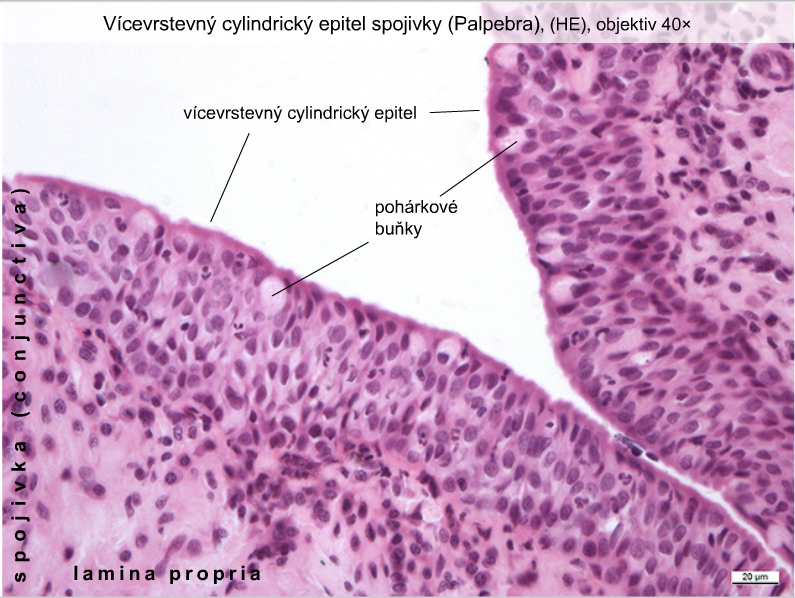 Vícevrstevný cylindrický epitel spojivky (Palpebra), (HE), objektiv 40×
vícevrstevný cylindrický epitel
pohárkové
buňky
spojivka (conjunctiva)
lamina propria
20 µm